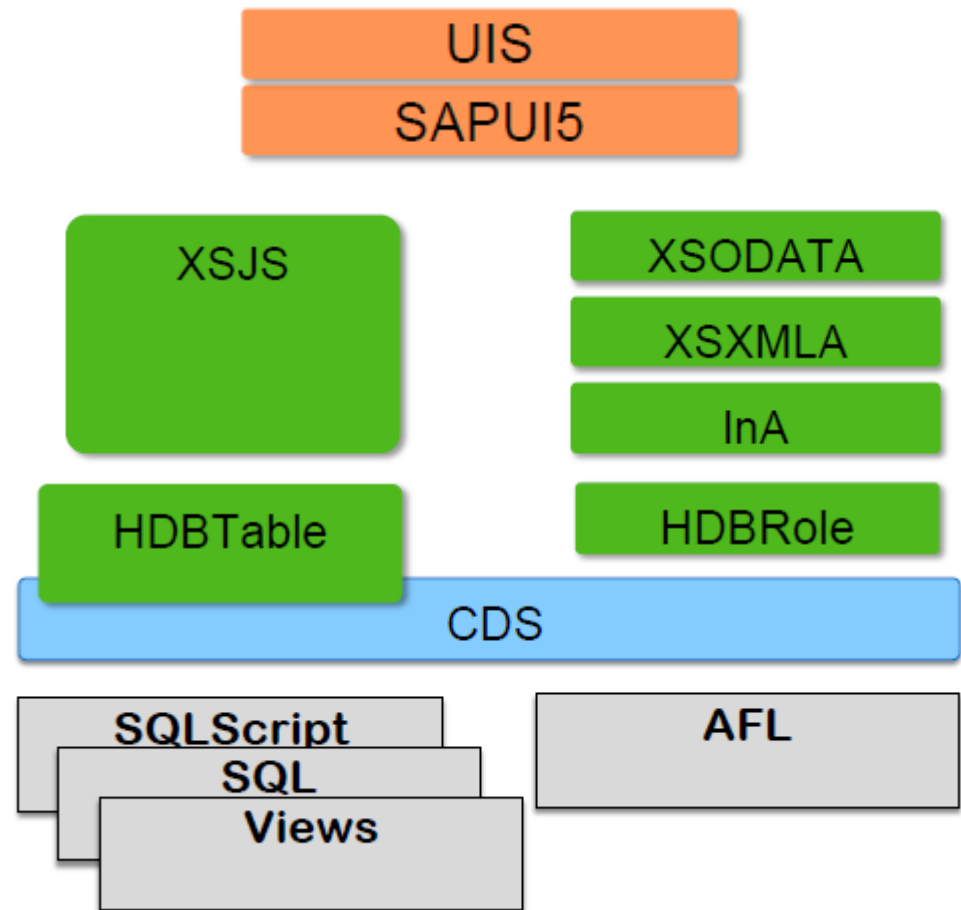 UIS
SAPUI5
XSJS
XSODATA
XSXMLA
InA
HDBTable
HDBRole
CDS
SQLScript
AFL
SQL
Views